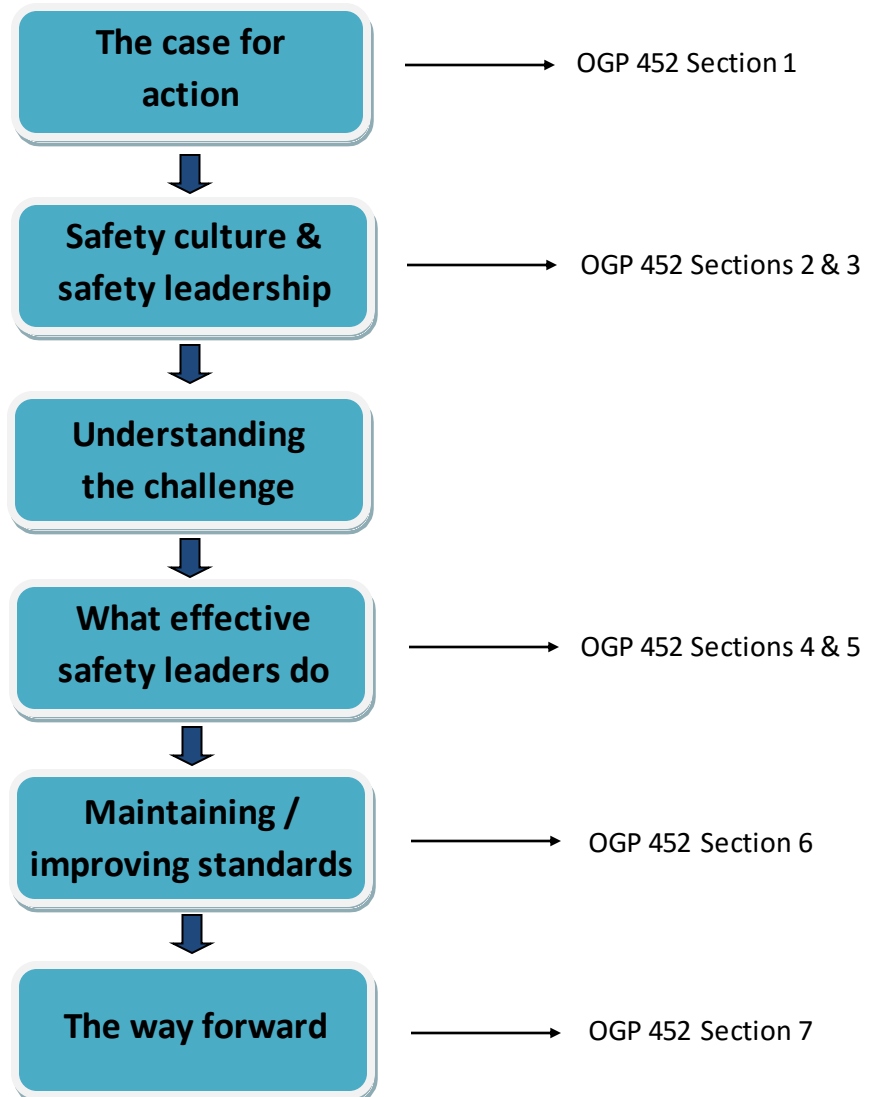 The case for
action
OGP 452 Section 1
Safety culture &
safety leadership
OGP 452 Sections 2 & 3
Understanding
the challenge
What effective
safety leaders do
OGP 452 Sections 4 & 5
Maintaining /
improving standards
OGP 452 Section 6
The way forward
OGP 452 Section 7